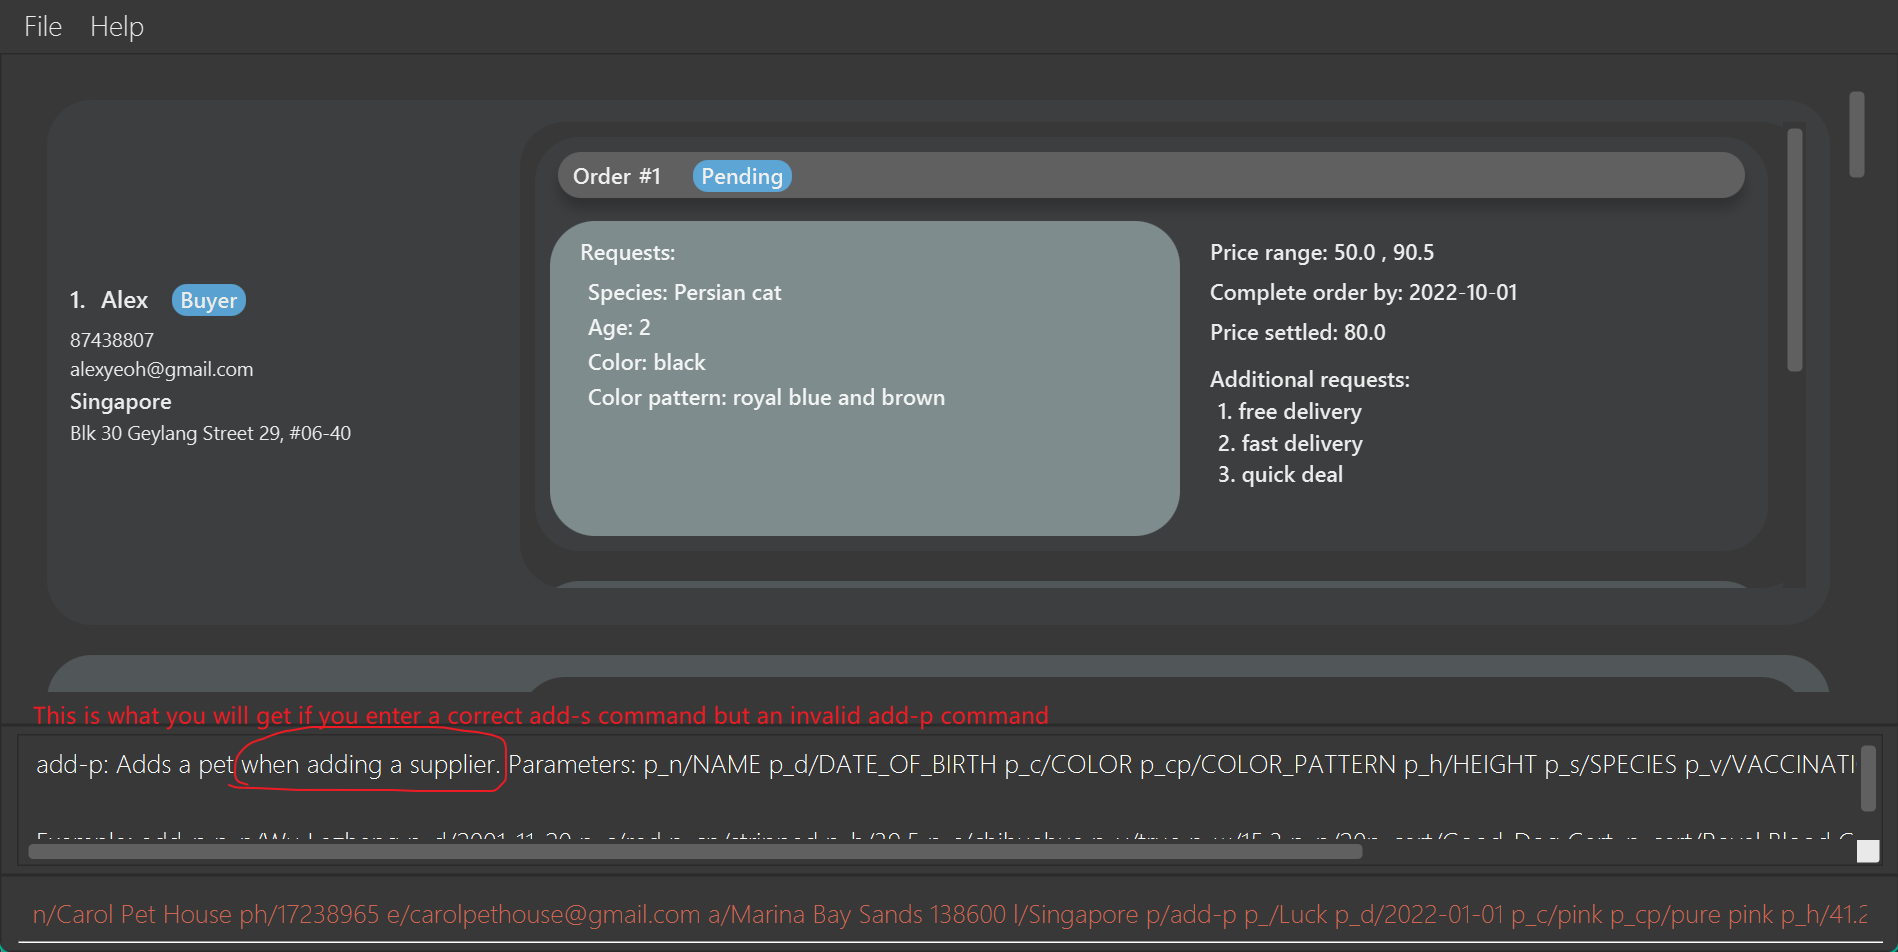 File Help
Order #1 Pending
Requests:
Species: Persian cat
Age: 2
Color: black
Color pattern: royal blue and brown
Price range: 50.0 , 90.5
Complete order by: 2022-10-01
Price settled: 80.0
Additional requests:
1. free delivery
2. fast delivery
3. quick deal
1. Alex Buyer
87438807
alexyeoh@gmail.com
Singapore
Blk 30 Geylang Street 29, #06-40
This is what you will get if you enter a correct add-s command but an invalid add-p command
add-p: Adds a pet when adding a supplier. Parameters: p_n/NAME p_d/DATE_OF_BIRTH p_c/COLOR p_cp/COLOR_PATTERN p_h/HEIGHT p_s/SPECIES p_v/VACCINATI
n/Carol Pet House ph/17238965 e/carolpethouse@gmail.com a/Marina Bay Sands 138600 l/Singapore p/add-p p_/Luck p_d/2022-01-01 p_c/pink p_cp/pure pink p_h/41.2